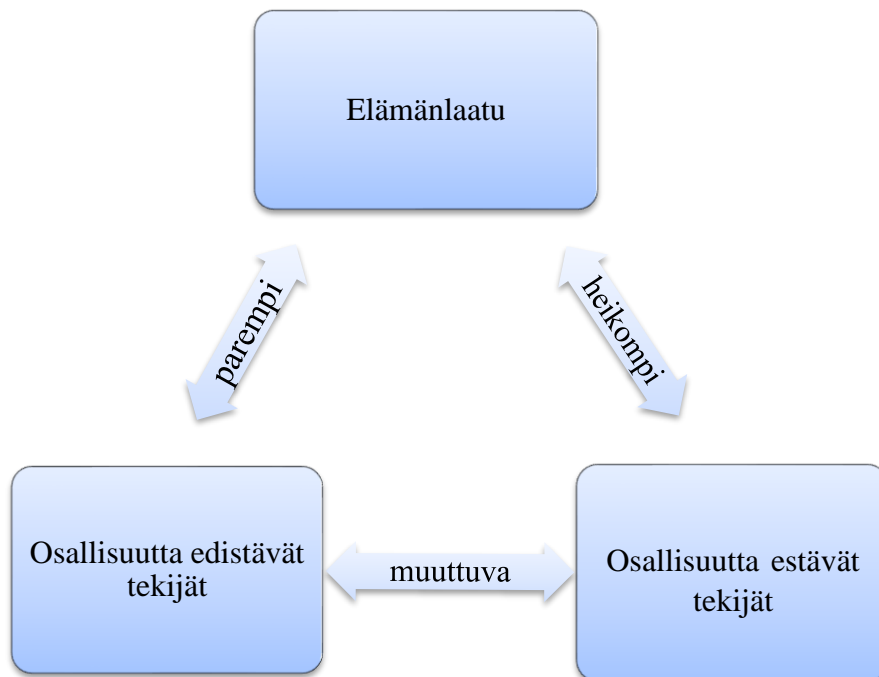 Elämänlaatu
parempi
heikompi
Osallisuutta edistävät
tekijät
muuttuva
Osallisuutta estävät
tekijät